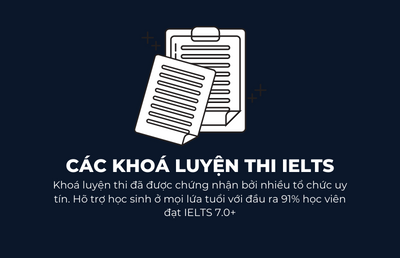 CÁC KHOÁ LUYỆN THI IELTS
Khoá luyện thi đã được chứng nhận bởi nhiều tổ chức uy
tín. Hõ trợ học sinh ở mọi lứa tuổi với đầu ra 91% học viên
đạt IELTS 7.0+